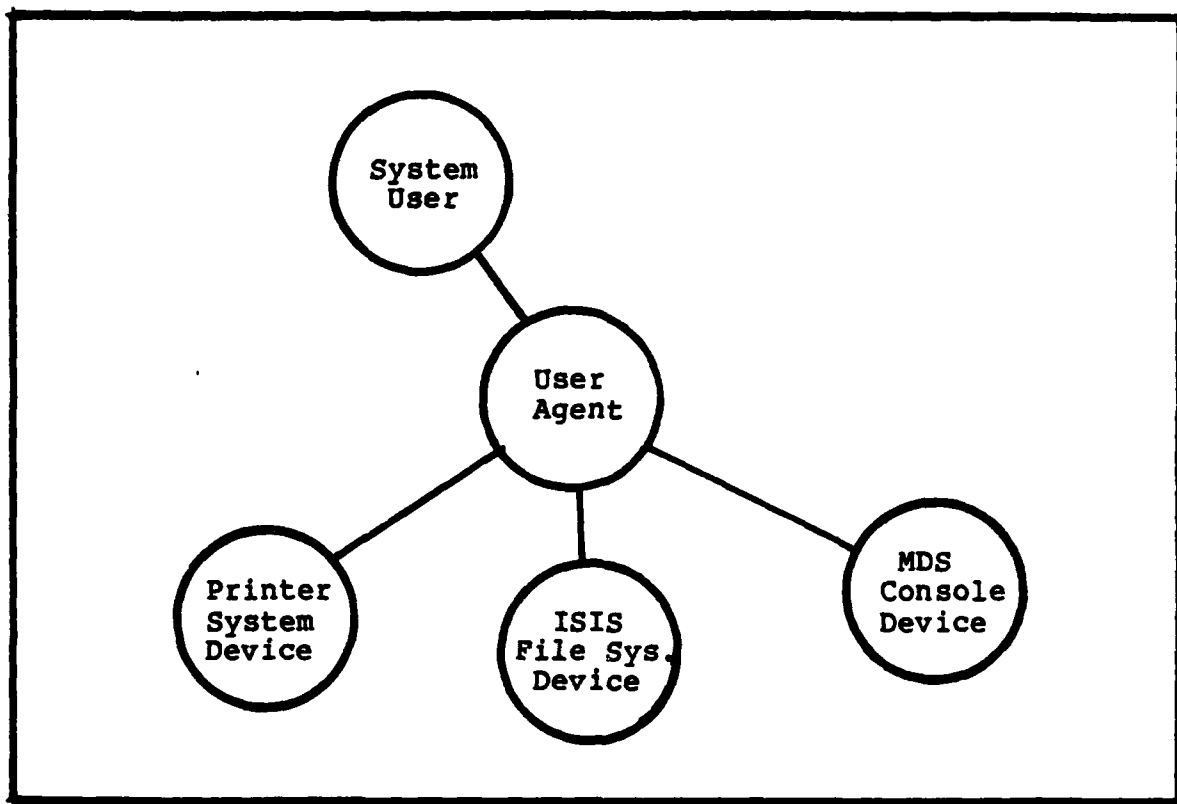 System
User
User
Agent
Printer
System
Device
ISIS
File Sys.
Device
MDS
Console
Device